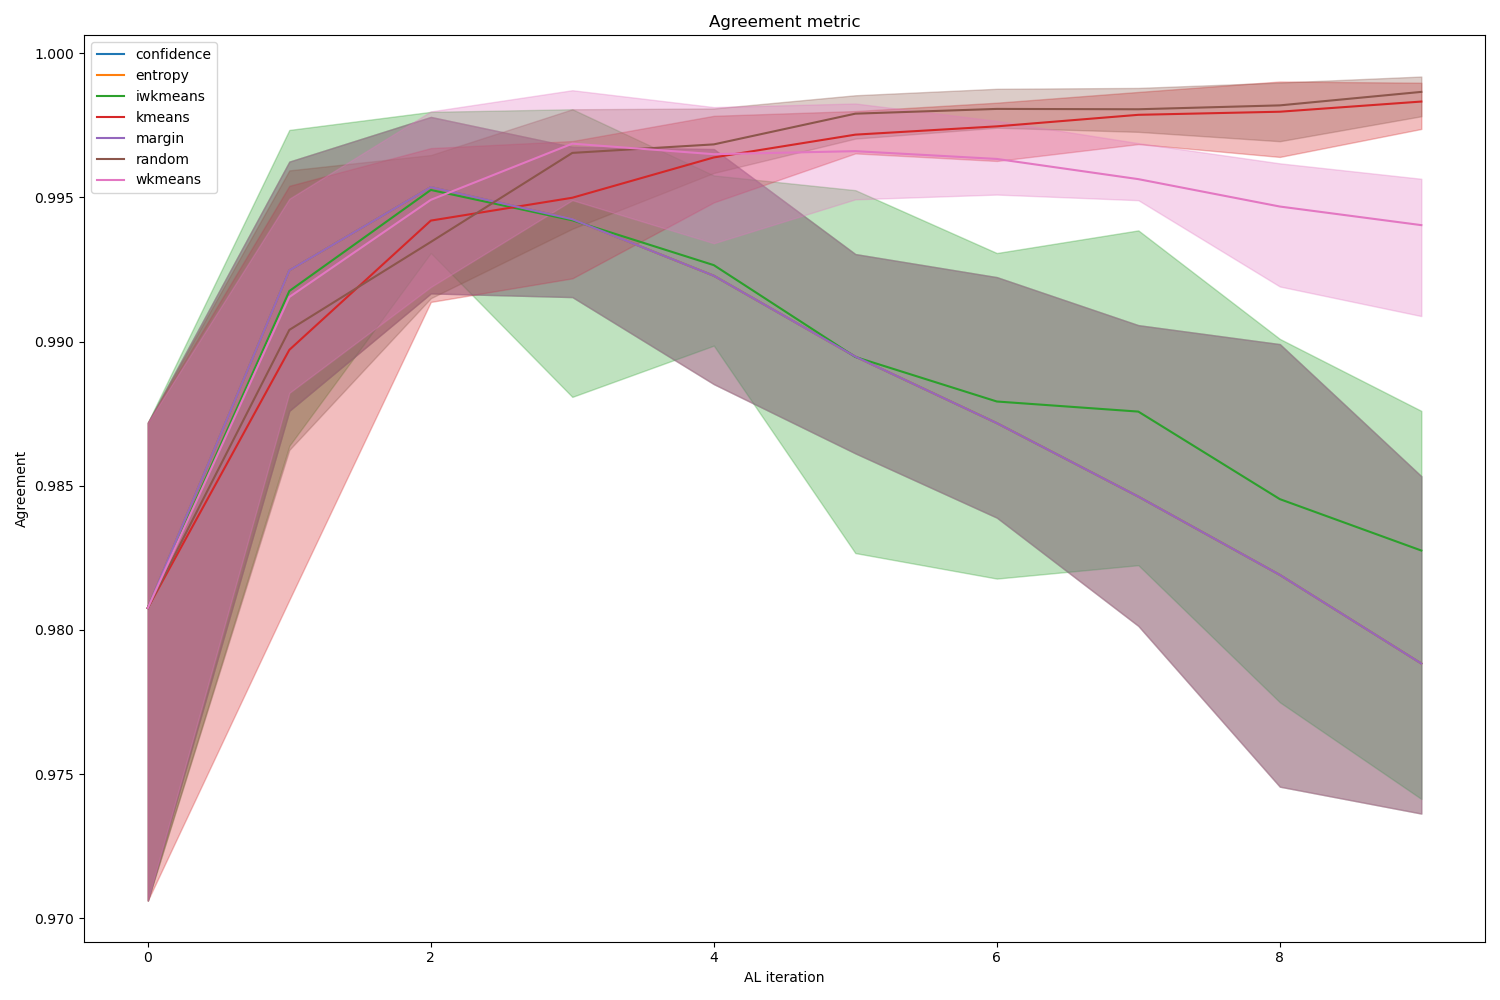 Agreement metric
confidence
entropy
iwkmeans
kmeans
margin
random
wkmeans
1.000
0.995
0.990
0.985
0.980
0.975
0.970
Agreement
0 2 4 6 8
AL iteration